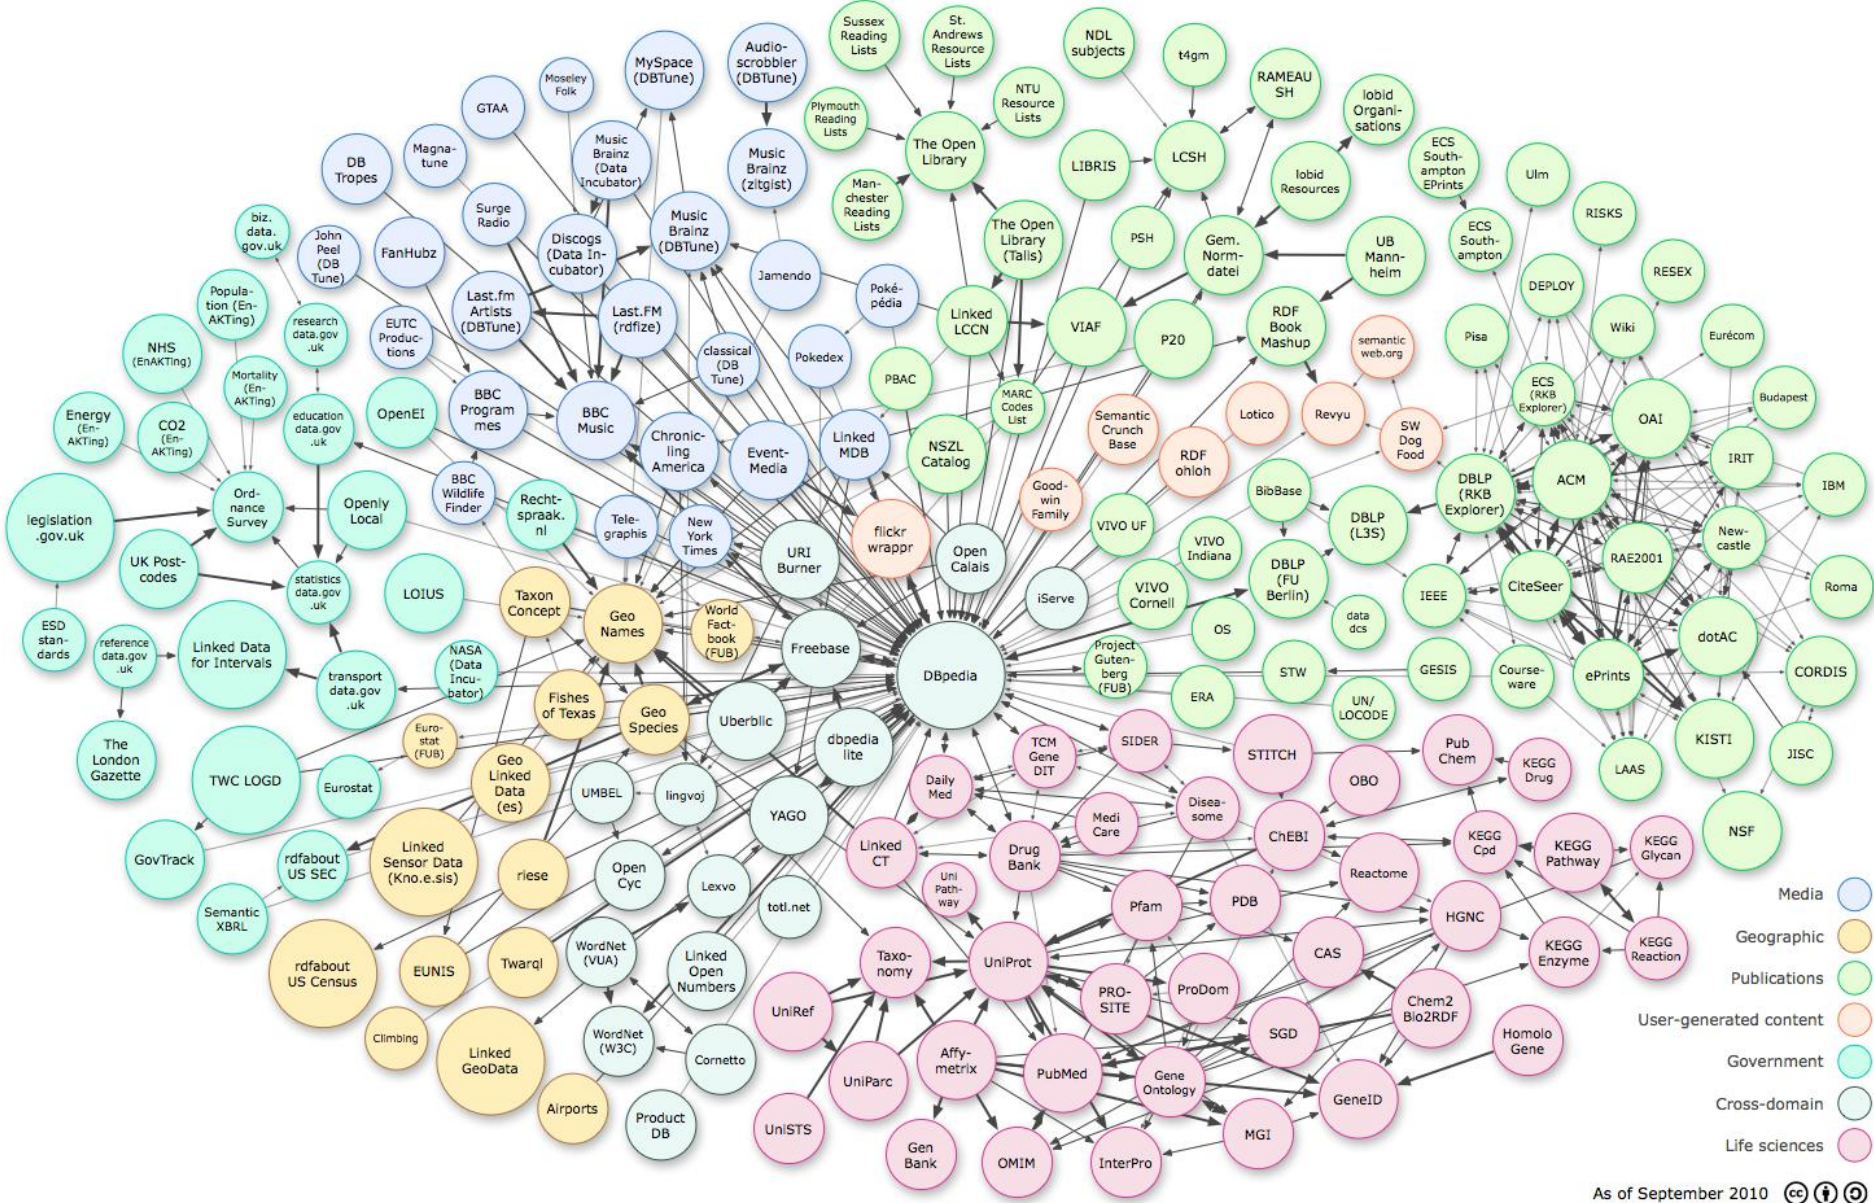 Sussex
Reading
Lists
St.
Andrews
Resource
Lists
NDL
subjects
t4gm
RAMEAU
SH
lobid
Organi-
sations
Audio-
scrobbler
(DBTune)
MySpace
(DBTune)
Moseley
Folk
GTAA
Plymouth
Reading
Lists
NTU
Resource
Lists
The Open
Library
LIBRIS
LCSH
ECS
South-
ampton
EPrints
Ulm
DB
Tropes
Magna-
tune
Music
Brainz
(Data
Incubator)
Music
Brainz
(zitgist)
Man-
chester
Reading
Lists
lobid
Resources
RISKS
biz.
data.
gov.uk
John
Peel
(DB
Tune)
FanHubz
Surge
Radio
Discogs
(Data In-
cubator)
Music
Brainz
(DBTune)
Jamendo
The Open
Library
(Talis)
PSH
Gem.
Norm-
datei
UB
Mann-
heim
ECS
South-
ampton
RESEX
DEPLOY
Popula-
tion (En-
AKTing)
research
data.gov
.uk
EUTC
Produc-
tions
Last.fm
Artists
(DBTune)
Last.FM
(rdfize)
Poké-
pédia
Linked
LCCN
VIAF
P20
RDF
Book
Mashup
semantic
web.org
Pisa
Wiki
Eurécom
NHS
(EnAKTing)
Mortality
(En-
AKTing)
classical
(DB
Tune)
Pokedex
PBAC
MARC
Codes
List
ECS
(RKB
Explorer)
OAI
Budapest
Energy
(En-
AKTing)
CO2
(En-
AKTing)
education
data.gov
.uk
OpenEI
BBC
Program
mes
BBC
Music
Chronic-
ling
America
Event-
Media
Linked
MDB
NSZL
Catalog
Semantic
Crunch
Base
Lotico
Revyu
SW
Dog
Food
RDF
ohloh
IRIT
IBM
legislation
.gov.uk
Ord-
nance
Survey
Openly
Local
BBC
Wildlife
Finder
Recht-
spraak.
nl
Tele-
graphis
New
York
Times
URI
Burner
flickr
wrappr
Open
Calais
Good-
win
Family
VIVO UF
BibBase
DBLP
(L3S)
DBLP
(RKB
Explorer)
ACM
New-
castle
UK Post-
codes
statistics
data.gov
.uk
LOIUS
Taxon
Concept
Geo
Names
World
Fact-
book
(FUB)
Freebase
iServe
VIVO
Indiana
VIVO
Cornell
DBLP
(FU
Berlin)
data
dcs
IEEE
CiteSeer
RAE2001
Roma
ESD
stan-
dards
reference
data.gov
.uk
Linked Data
for Intervals
transport
data.gov
.uk
NASA
(Data
Incu-
bator)
Fishes
of Texas
Geo
Species
Uberblic
DBpedia
Project
Guten-
berg
(FUB)
OS
STW
GESIS
Course-
ware
ePrints
dotAC
CORDIS
ERA
UN/
LOCODE
The
London
Gazette
TWC LOGD
Euro-
stat
(FUB)
Eurostat
Geo
Linked
Data
(es)
UMBEL
lingvoj
dbpedia
lite
YAGO
Daily
Med
TCM
Gene
DIT
SIDER
STITCH
OBO
Pub
Chem
KEGG
Drug
LAAS
KISTI
JISC
GovTrack
rdfabout
US SEC
Linked
Sensor Data
(Kno.e.sis)
riese
Open
Cyc
Lexvo
totl.net
Linked
CT
Uni
Path-
way
Drug
Bank
Medi
Care
Disea-
some
ChEBI
Reactome
KEGG
Cpd
KEGG
Pathway
KEGG
Glycan
NSF
Semantic
XBRL
rdfabout
US Census
EUNIS
Twarql
WordNet
(VUA)
Linked
Open
Numbers
Taxo-
nomy
UniProt
Pfam
PDB
CAS
HGNC
KEGG
Enzyme
KEGG
Reaction
Climbing
Linked
GeoData
WordNet
(W3C)
Cornetto
UniRef
PRO-
SITE
ProDom
SGD
Chem2
Bio2RDF
Homolo
Gene
Airports
Product
DB
UniSTS
UniParc
Affy-
metrix
PubMed
Gene
Ontology
GeneID
Gen
Bank
OMIM
InterPro
MGI
Media
Geographic
Publications
User-generated content
Government
Cross-domain
Life sciences
As of September 2010
cc